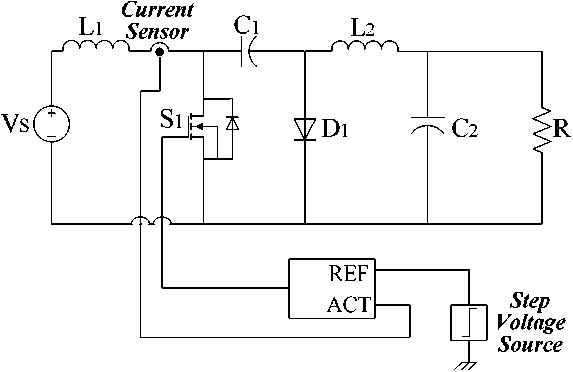 Current
Sensor
L1
C1
L2
VS
S1
D1
C2
R
REF
ACT
Step
Voltage
Source